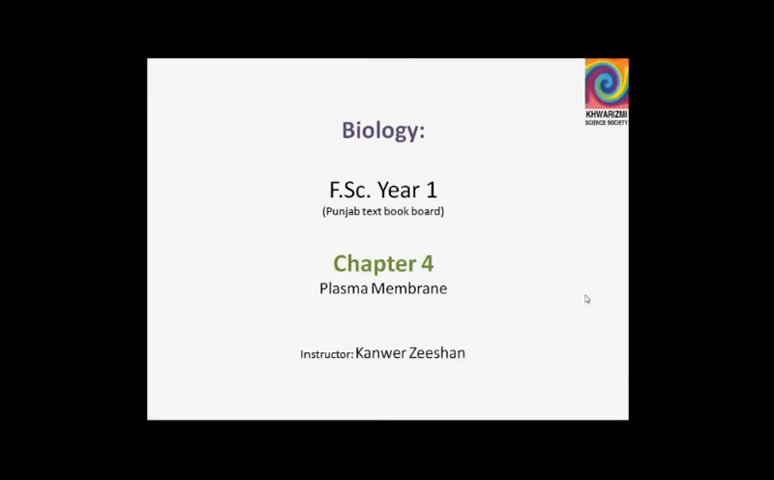 KHWARIZMI
SCIENCE SOCIETY
Biology:
F.Sc. Year 1
(Punjab text book board)
Chapter 4
Plasma Membrane
Instructor: Kanwer Zeeshan